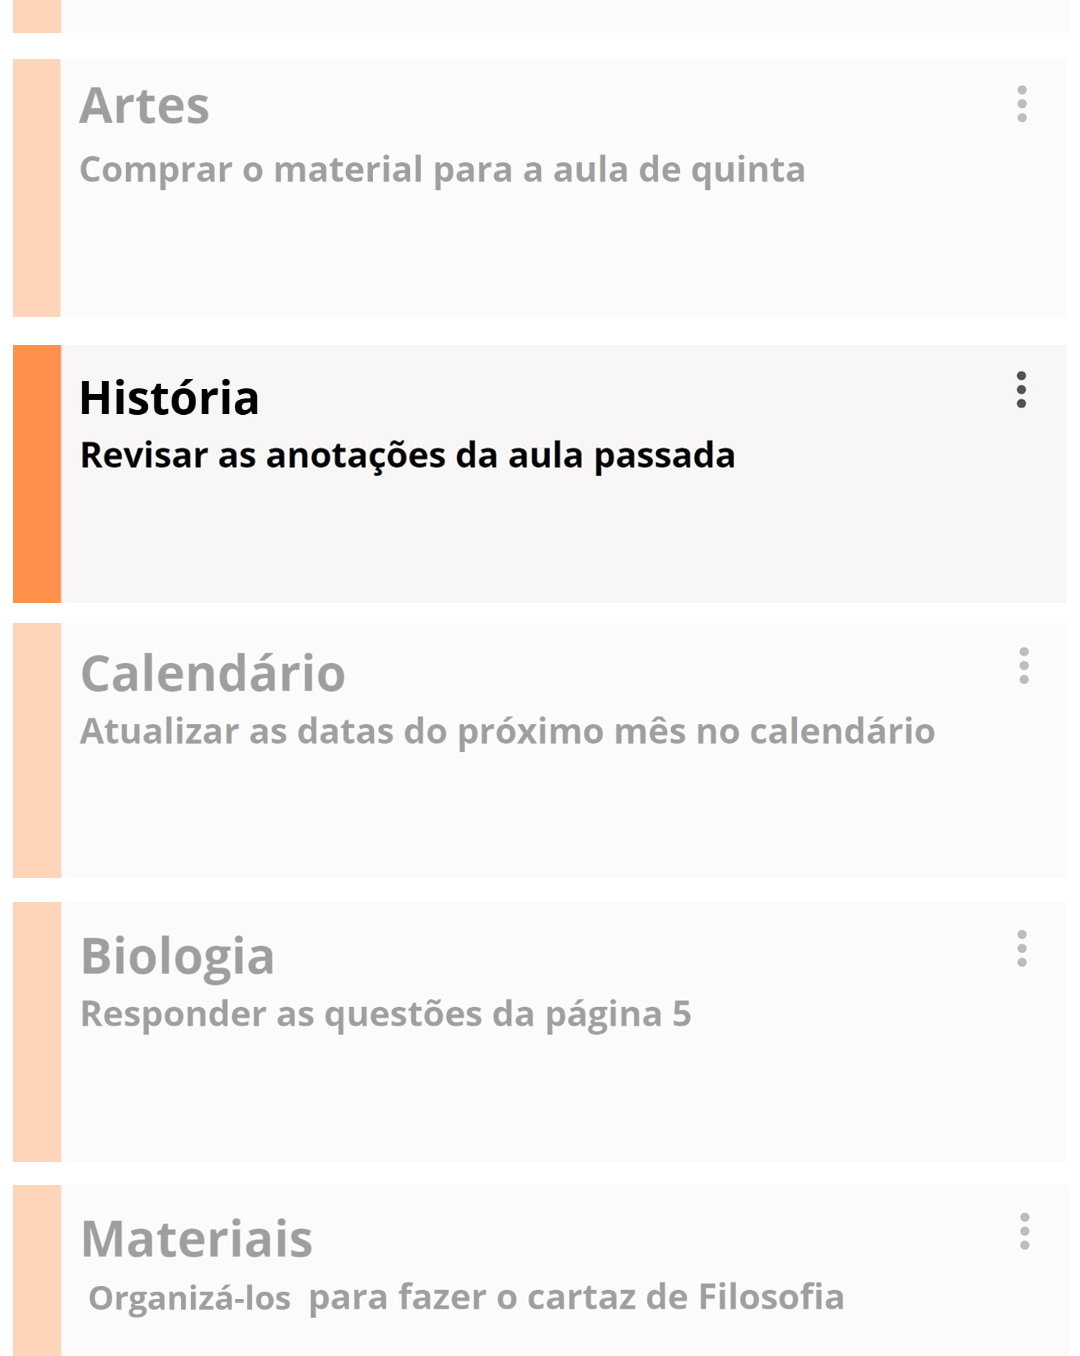 Artes
Comprar o material para a aula de quinta
História
Revisar as anotações da aula passada
Calendário
Atualizar as datas do próximo mês no calendário
Biologia
Responder as questões da página 5
Materiais
Organizá-los para fazer o cartaz de Filosofia